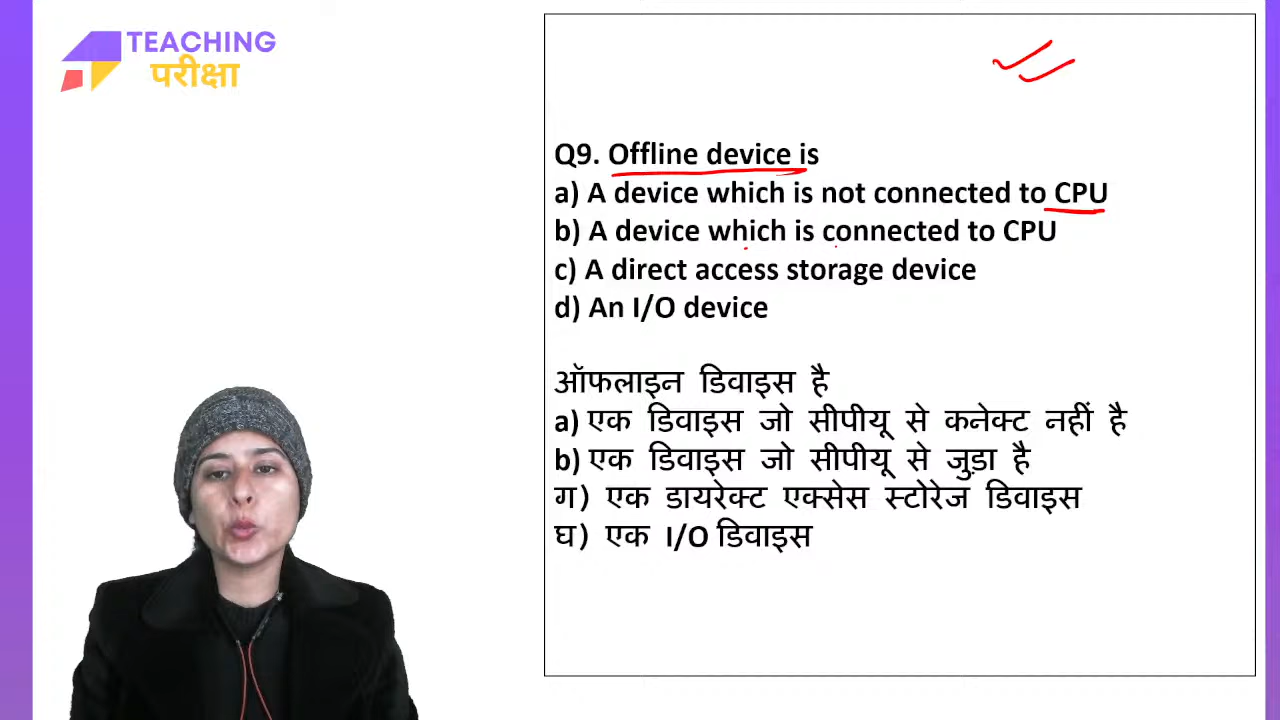 TEACHING
परीक्षा
Q9. Offline device is
a) A device which is not connected to CPU
b) A device which is connected to CPU
c) A direct access storage device
d) An I/O device
ऑफलाइन डिवाइस है
a) एक डिवाइस जो सीपीयू से कनेक्ट नहीं है
b) एक डिवाइस जो सीपीयू से जुड़ा है
ग) एक डायरेक्ट एक्सेस स्टोरेज डिवाइस
घ) एक I/O डिवाइस